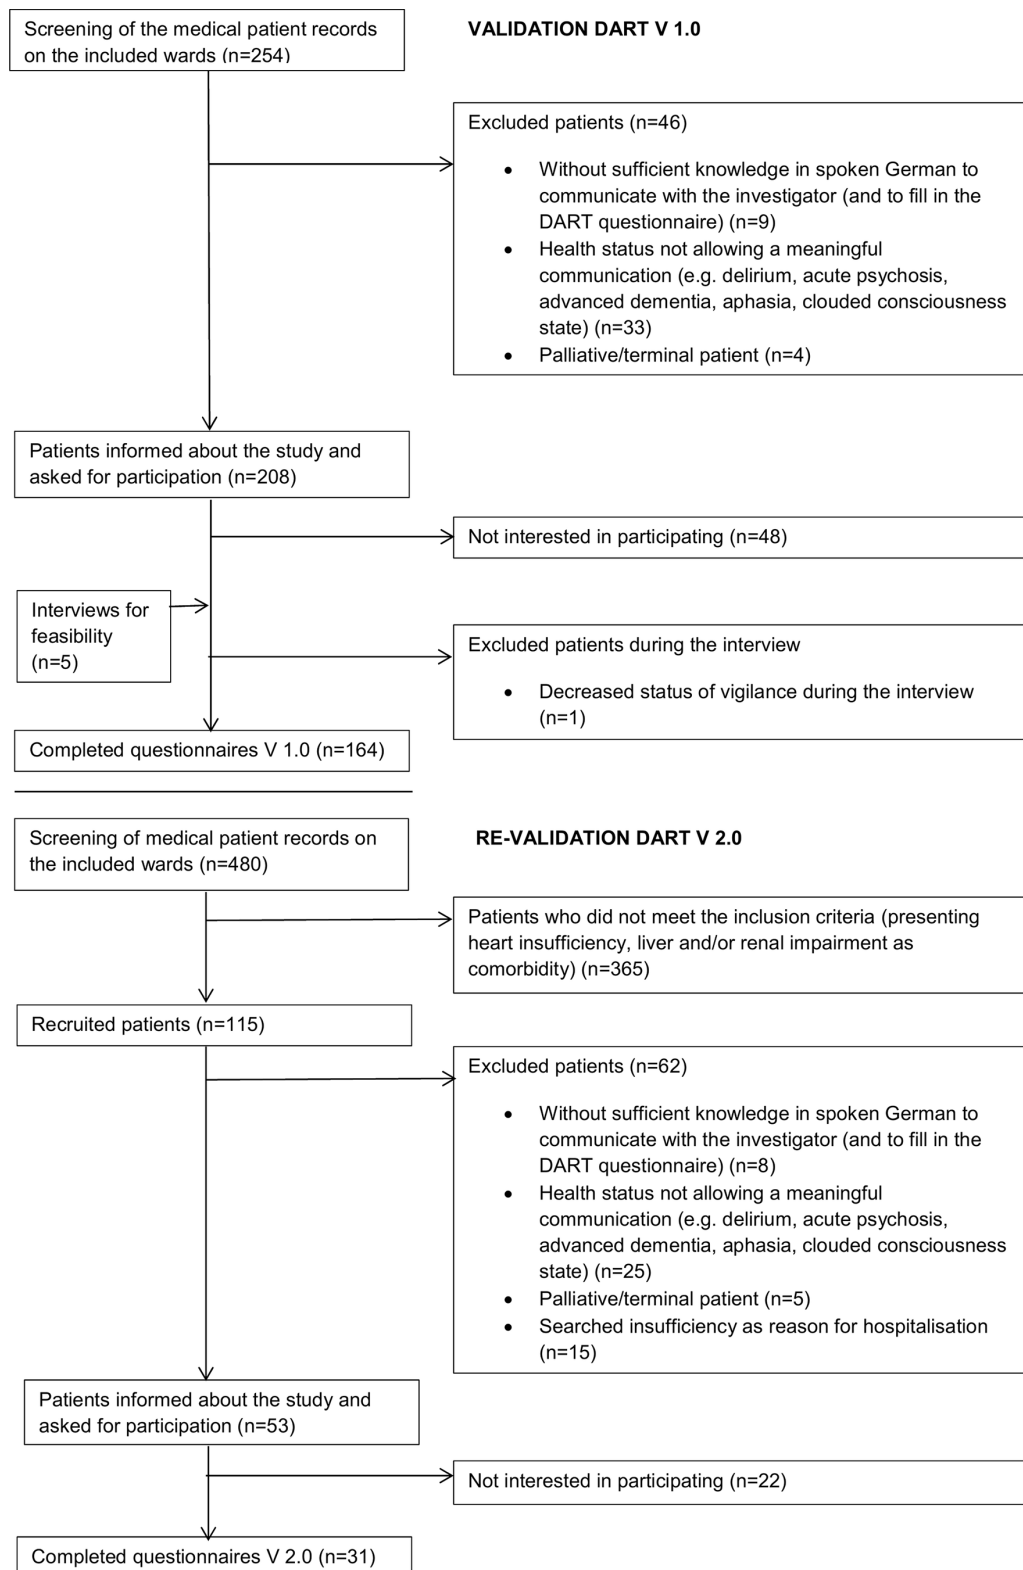 Screening of the medical patient records
on the included wards (n=254)
VALIDATION DART V 1.0
Excluded patients (n=46)
• Without sufficient knowledge in spoken German to
communicate with the investigator (and to fill in the
DART questionnaire) (n=9)
• Health status not allowing a meaningful
communication (e.g. delirium, acute psychosis,
advanced dementia, aphasia, clouded consciousness
state) (n=33)
• Palliative/terminal patient (n=4)
Patients informed about the study and
asked for participation (n=208)
Not interested in participating (n=48)
Interviews for
feasibility
(n=5)
Excluded patients during the interview
• Decreased status of vigilance during the interview
(n=1)
Completed questionnaires V 1.0 (n=164)
Screening of medical patient records on
the included wards (n=480)
RE-VALIDATION DART V 2.0
Patients who did not meet the inclusion criteria (presenting
heart insufficiency, liver and/or renal impairment as
comorbidity) (n=365)
Recruited patients (n=115)
Excluded patients (n=62)
• Without sufficient knowledge in spoken German to
communicate with the investigator (and to fill in the
DART questionnaire) (n=8)
• Health status not allowing a meaningful
communication (e.g. delirium, acute psychosis,
advanced dementia, aphasia, clouded consciousness
state) (n=25)
• Palliative/terminal patient (n=5)
• Searched insufficiency as reason for hospitalisation
(n=15)
Patients informed about the study and
asked for participation (n=53)
Not interested in participating (n=22)
Completed questionnaires V 2.0 (n=31)